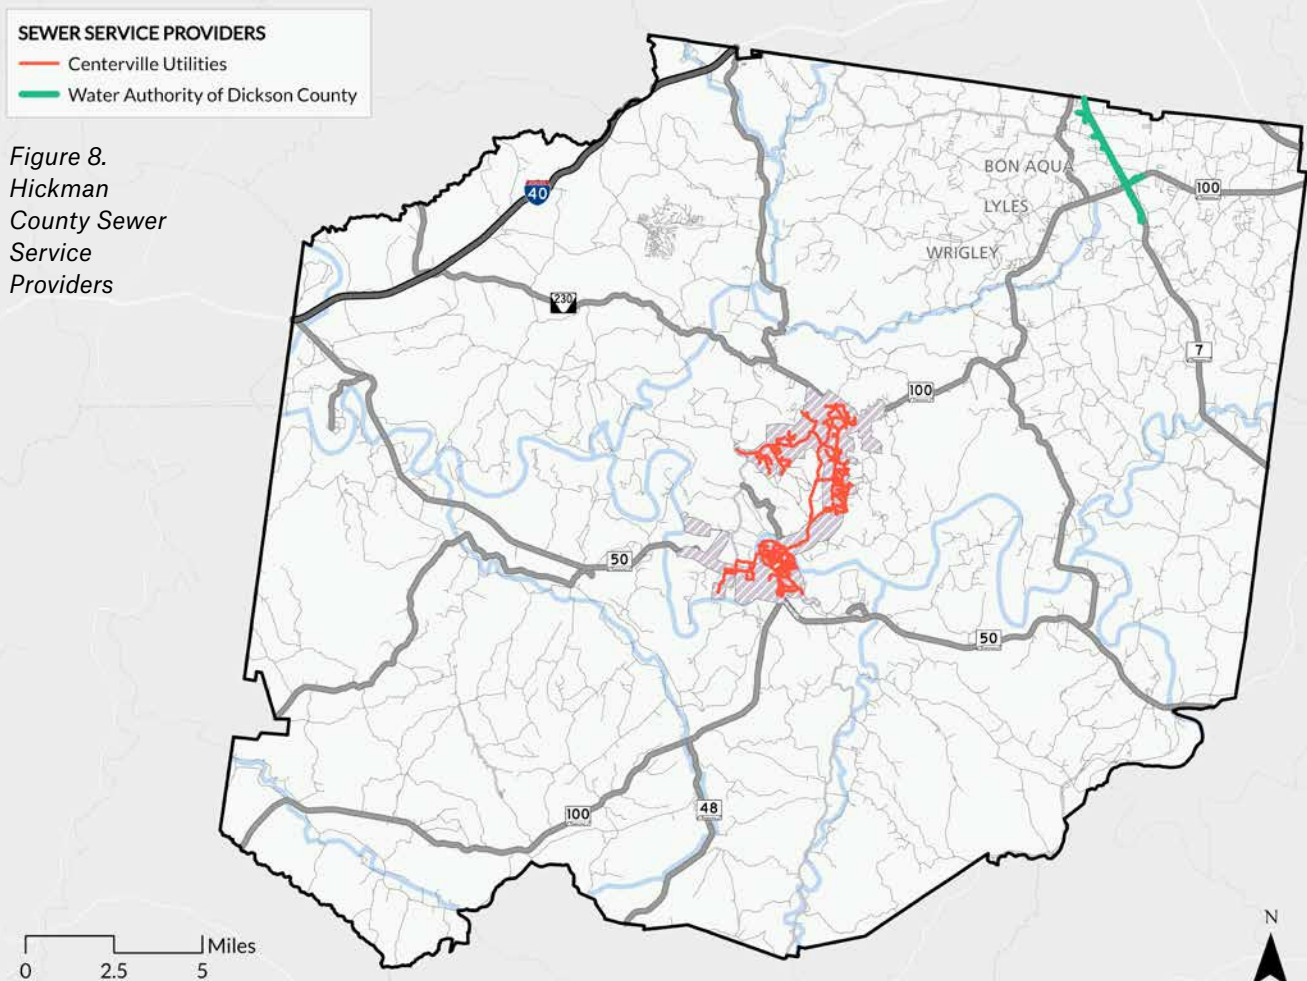 SEWER SERVICE PROVIDERS
Centerville Utilities
Water Authority of Dickson County
Figure 8.
Hickman
County Sewer
Service
Providers
40
BON AQUA
100
LYLES
WRIGLEY
230
7
100
50
50
100
48
Miles
0 2.5 5
N